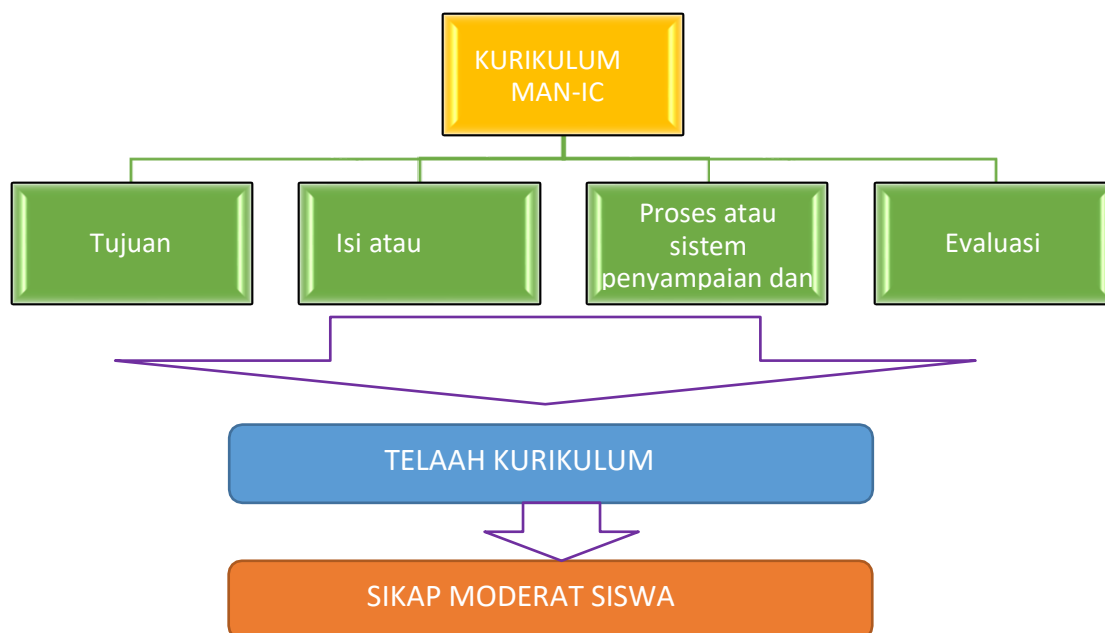 KURIKULUM
MAN-IC
Tujuan
Isi atau
Proses atau
sistem
penyampaian dan
Evaluasi
TELAAH KURIKULUM
SIKAP MODERAT SISWA